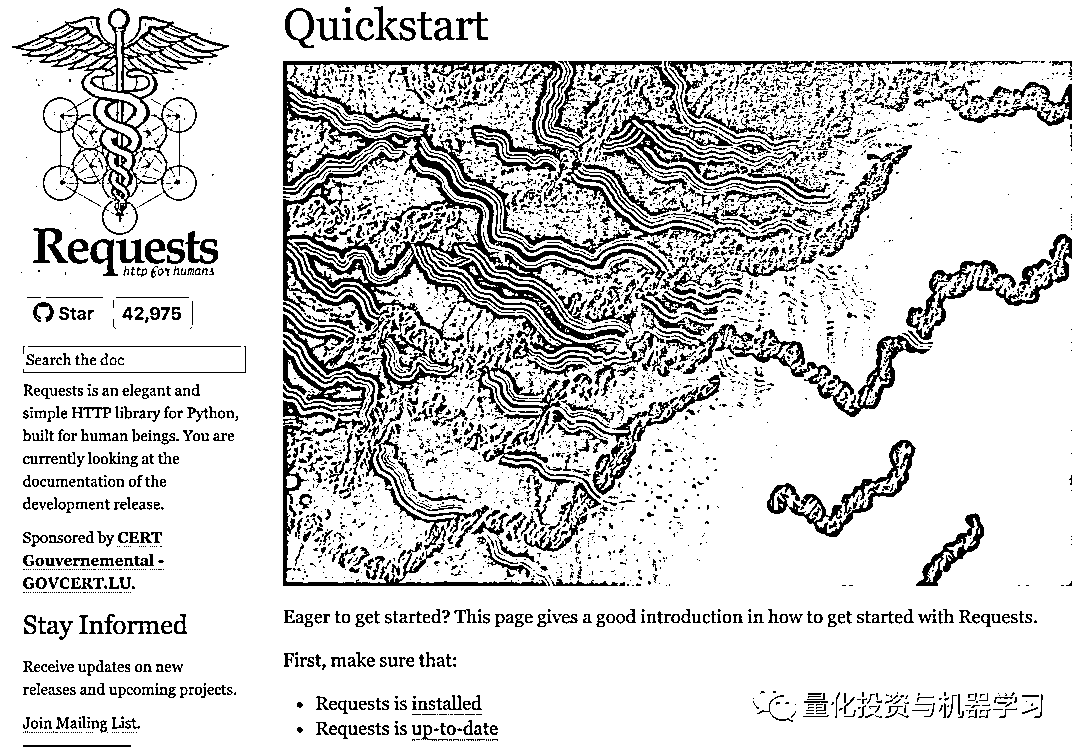 Requests
http for humans
Star 42,975
Search the doc
Requests is an elegant and
simple HTTP library for Python,
built for human beings. You are
currently looking at the
documentation of the
development release.
Sponsored by CERT
Gouvernemental -
GOVCERT.LU.
Stay Informed
Receive updates on new
releases and upcoming projects.
Join Mailing List.
Quickstart
Eager to get started? This page gives a good introduction in how to get started with Requests.
First, make sure that:
• Requests is installed
• Requests is up-to-date
量化投资与机器学习